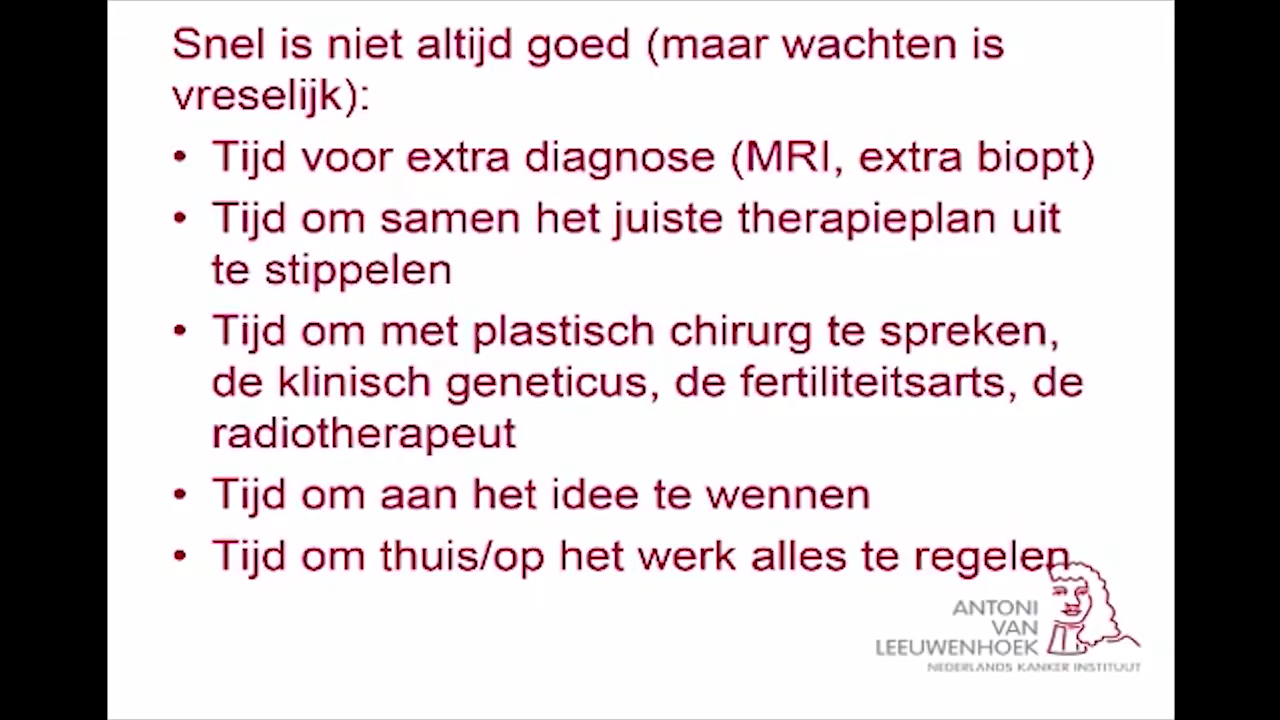 Snel is niet altijd goed (maar wachten is
vreselijk):
• Tijd voor extra diagnose (MRI, extra biopt)
• Tijd om samen het juiste therapieplan uit
te stippelen
• Tijd om met plastisch chirurg te spreken,
de klinisch geneticus, de fertiliteitsarts, de
radiotherapeut
• Tijd om aan het idee te wennen
• Tijd om thuis/op het werk alles te regelen
ANTONI
VAN
LEEUWENHOEK
NEDERLANDS KANKER INSTITUUT